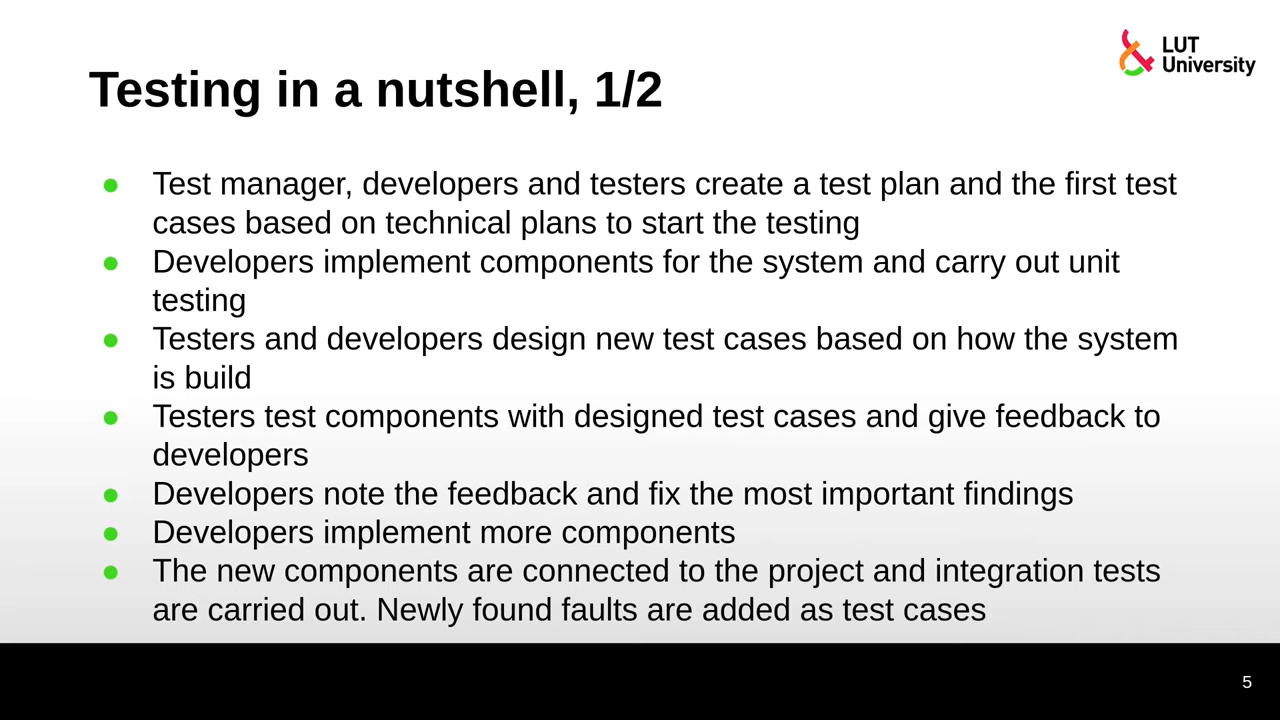 LUT
University
Testing in a nutshell, 1/2
● Test manager, developers and testers create a test plan and the first test
cases based on technical plans to start the testing
● Developers implement components for the system and carry out unit
testing
● Testers and developers design new test cases based on how the system
is build
● Testers test components with designed test cases and give feedback to
developers
● Developers note the feedback and fix the most important findings
● Developers implement more components
● The new components are connected to the project and integration tests
are carried out. Newly found faults are added as test cases
5